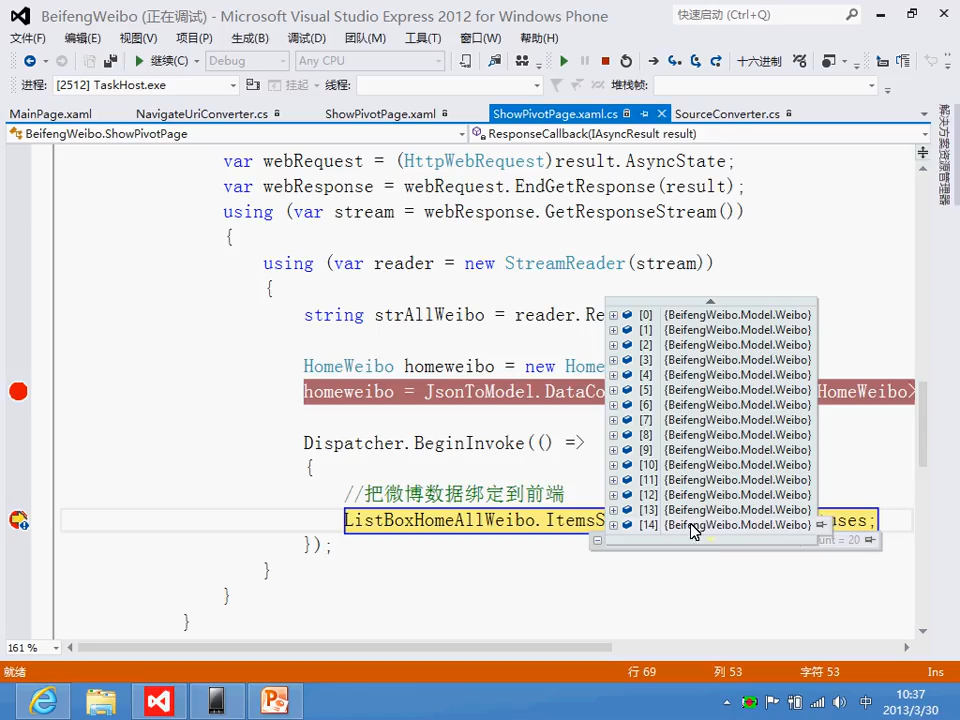 BeifengWeibo (正在调试) - Microsoft Visual Studio Express 2012 for Windows Phone
快速启动 (Ctrl+Q)
文件(F) 编辑(E) 视图(V) 项目(P) 生成(B) 调试(D) 团队(M) 工具(T) 窗口(W) 帮助(H)
继续(C) Debug Any CPU 十六进制
进程: [2512] TaskHost.exe 挂起 线程: 堆栈帧:
MainPage.xaml NavigateUriConverter.cs ShowPivotPage.xaml ShowPivotPage.xaml.cs SourceConverter.cs
BeifengWeibo.ShowPivotPage ResponseCallback(IAsyncResult result)
解决方案资源管理器
var webRequest = (HttpWebRequest)result.AsyncState;
var webResponse = webRequest.EndGetResponse(result);
using (var stream = webResponse.GetResponseStream())
{
using (var reader = new StreamReader(stream))
{
string strAllWeibo = reader.Re
HomeWeibo homeweibo = new Home
homeweibo = JsonToModel.DataCo HomeWeibo>
Dispatcher.BeginInvoke(() =>
{
//把微博数据绑定到前端
ListBoxHomeAllWeibo.ItemsS uses;
});
}
}
}
[0] {BeifengWeibo.Model.Weibo}
[1] {BeifengWeibo.Model.Weibo}
[2] {BeifengWeibo.Model.Weibo}
[3] {BeifengWeibo.Model.Weibo}
[4] {BeifengWeibo.Model.Weibo}
[5] {BeifengWeibo.Model.Weibo}
[6] {BeifengWeibo.Model.Weibo}
[7] {BeifengWeibo.Model.Weibo}
[8] {BeifengWeibo.Model.Weibo}
[9] {BeifengWeibo.Model.Weibo}
[10] {BeifengWeibo.Model.Weibo}
[11] {BeifengWeibo.Model.Weibo}
[12] {BeifengWeibo.Model.Weibo}
[13] {BeifengWeibo.Model.Weibo}
[14] {BeifengWeibo.Model.Weibo}
unt = 20
161 %
就绪 行 69 列 53 字符 53 Ins
中 10:37
2013/3/30